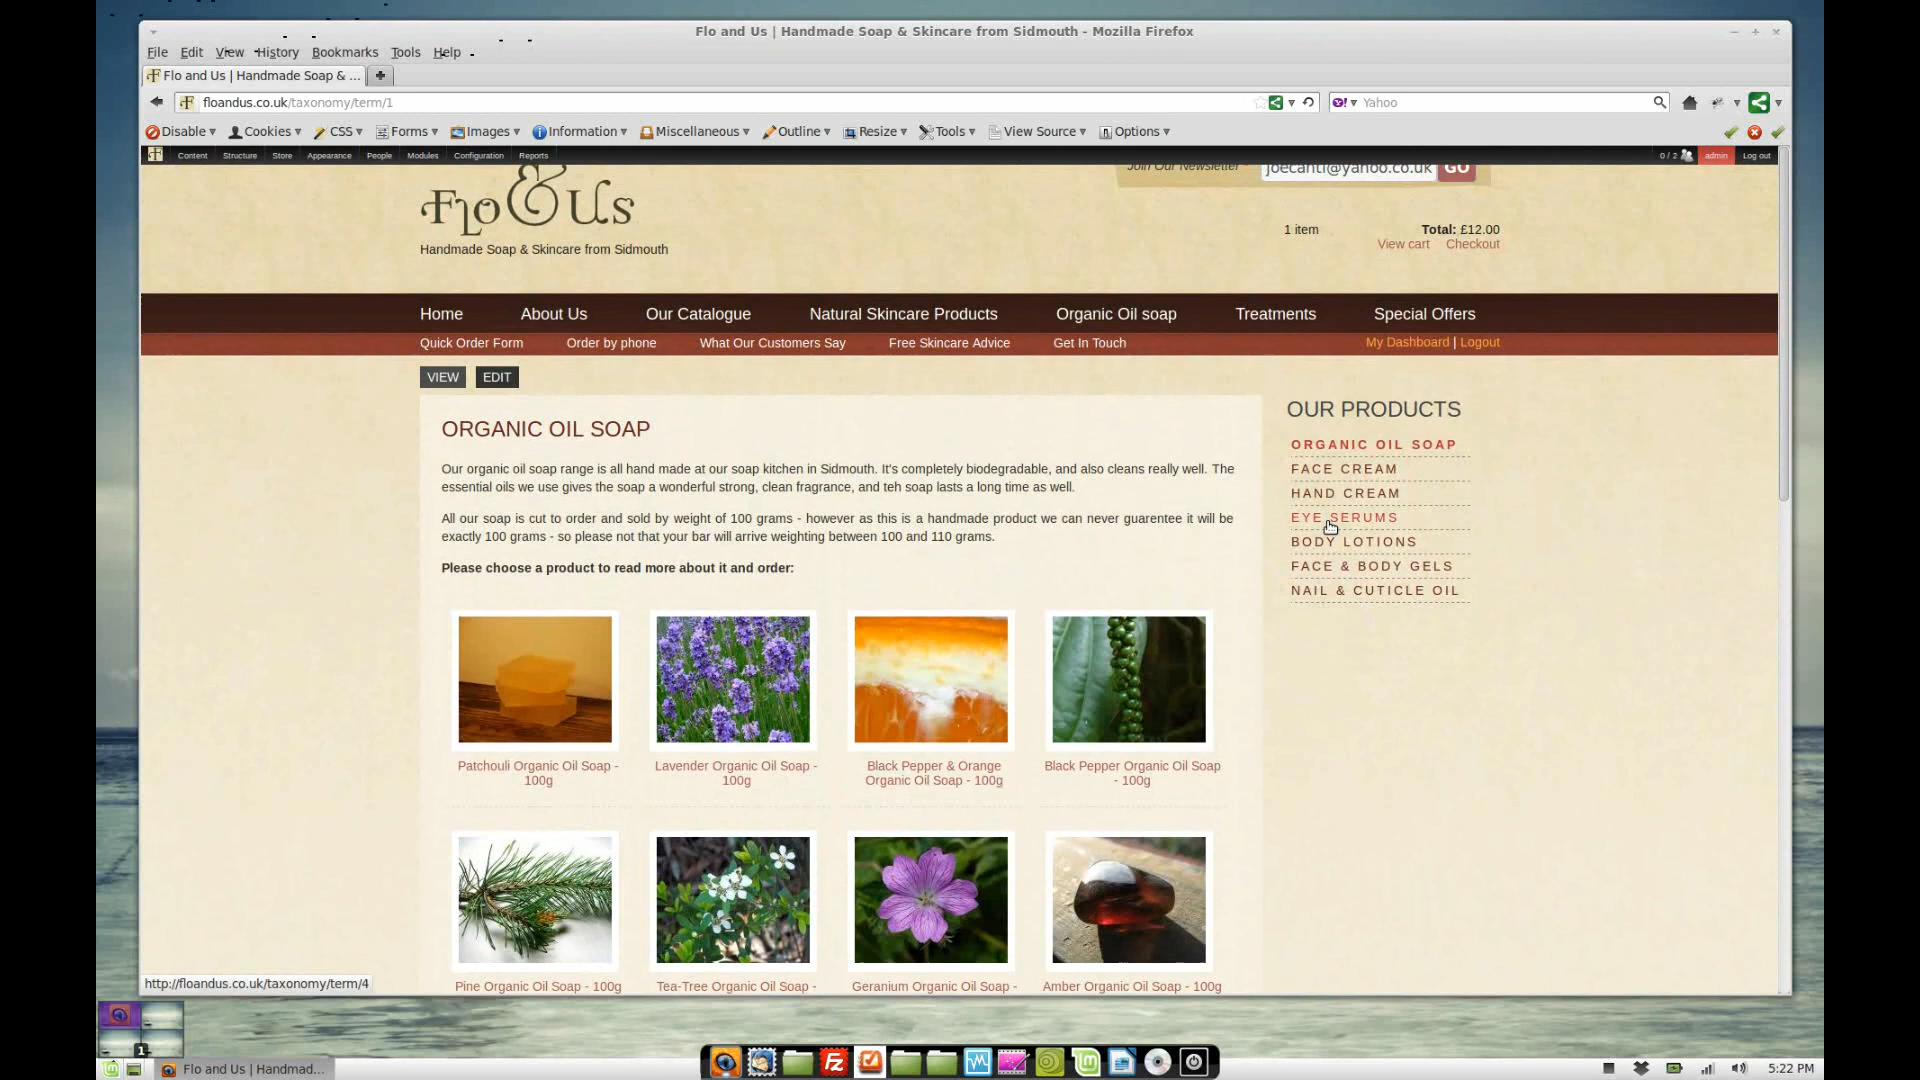 Flo and Us | Handmade Soap & Skincare from Sidmouth - Mozilla Firefox
File Edit View History Bookmarks Tools Help
Flo and Us | Handmade Soap & ...
floandus.co.uk/taxonomy/term/1
Yahoo
Disable Cookies CSS Forms Images Information Miscellaneous Outline Resize Tools View Source Options
Content Structure Store Appearance People Modules Configuration Reports 0 / 2 admin Log out
Join Our Newsletter joecanti@yahoo.co.uk GO
Flo & Us
Handmade Soap & Skincare from Sidmouth
1 item Total: £12.00
View cart Checkout
Home About Us Our Catalogue Natural Skincare Products Organic Oil soap Treatments Special Offers
Quick Order Form Order by phone What Our Customers Say Free Skincare Advice Get In Touch My Dashboard | Logout
VIEW EDIT
ORGANIC OIL SOAP
Our organic oil soap range is all hand made at our soap kitchen in Sidmouth. It's completely biodegradable, and also cleans really well. The
essential oils we use gives the soap a wonderful strong, clean fragrance, and teh soap lasts a long time as well.
All our soap is cut to order and sold by weight of 100 grams - however as this is a handmade product we can never guarentee it will be
exactly 100 grams - so please not that your bar will arrive weighting between 100 and 110 grams.
Please choose a product to read more about it and order:
Patchouli Organic Oil Soap -
100g
Lavender Organic Oil Soap -
100g
Black Pepper & Orange
Organic Oil Soap - 100g
Black Pepper Organic Oil Soap
- 100g
Pine Organic Oil Soap - 100g
Tea-Tree Organic Oil Soap -
Geranium Organic Oil Soap -
Amber Organic Oil Soap - 100g
OUR PRODUCTS
ORGANIC OIL SOAP
FACE CREAM
HAND CREAM
EYE SERUMS
BODY LOTIONS
FACE & BODY GELS
NAIL & CUTICLE OIL
http://floandus.co.uk/taxonomy/term/4
1
Flo and Us | Handmad...
5:22 PM